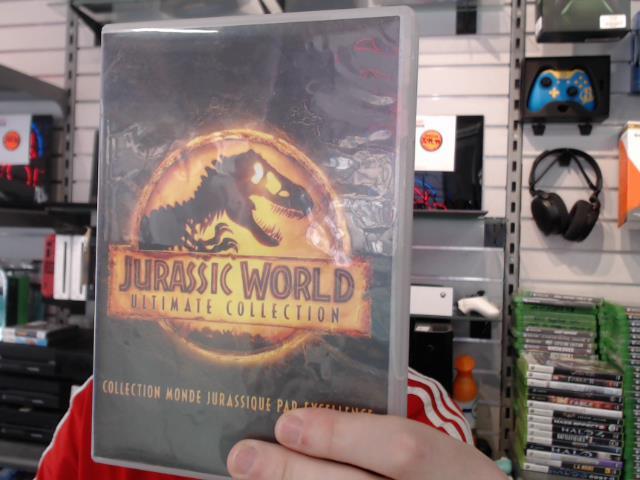 JURASSIC WORLD
ULTIMATE COLLECTION
COLLECTION MONDE JURASSIQUE PAR EXCELLENCE